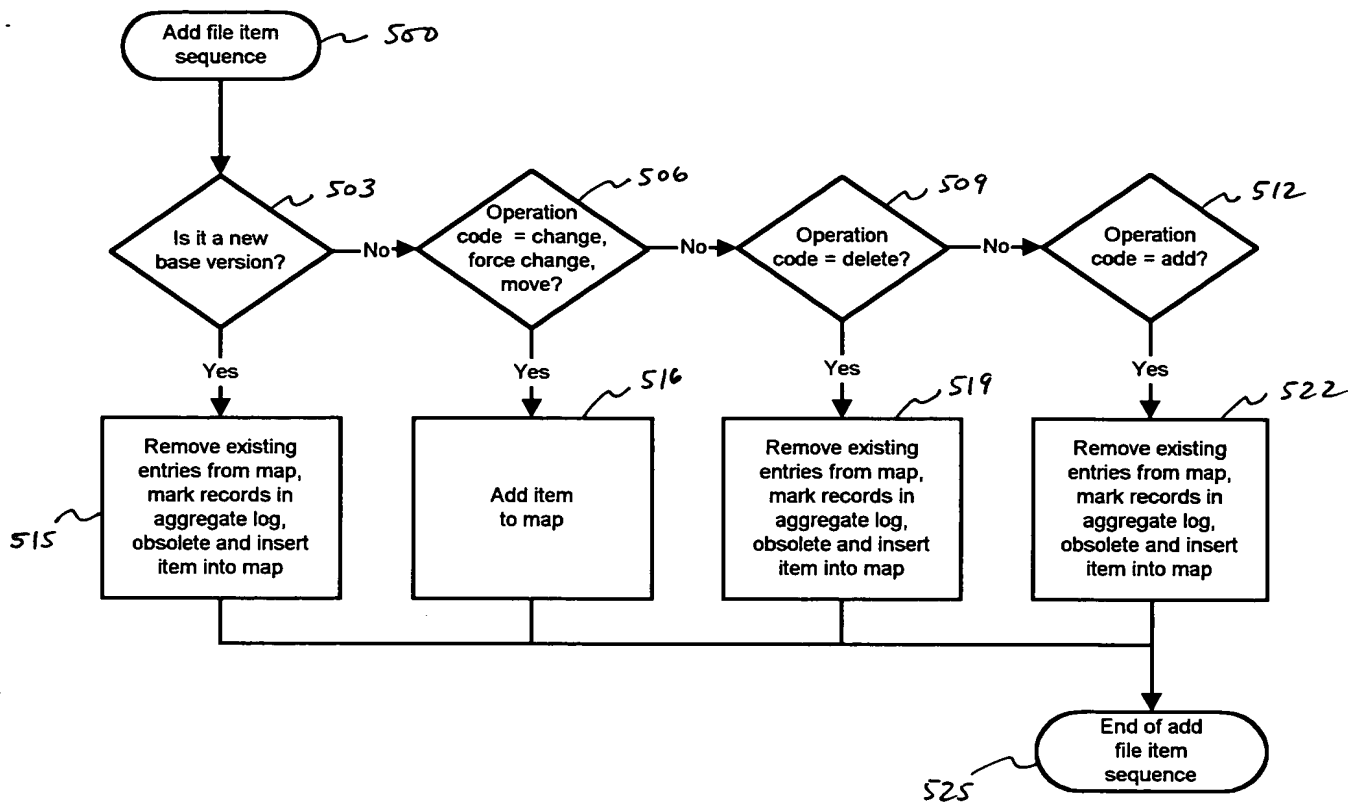 Add file item
sequence
500
Is it a new
base version?
503
No
Operation
code = change,
force change,
move?
506
No
Operation
code = delete?
509
No
Operation
code = add?
512
Yes
Yes
Yes
Yes
Remove existing
entries from map,
mark records in
aggregate log,
obsolete and insert
item into map
515
Add item
to map
516
Remove existing
entries from map,
mark records in
aggregate log,
obsolete and insert
item into map
519
Remove existing
entries from map,
mark records in
aggregate log,
obsolete and insert
item into map
522
End of add
file item
sequence
525